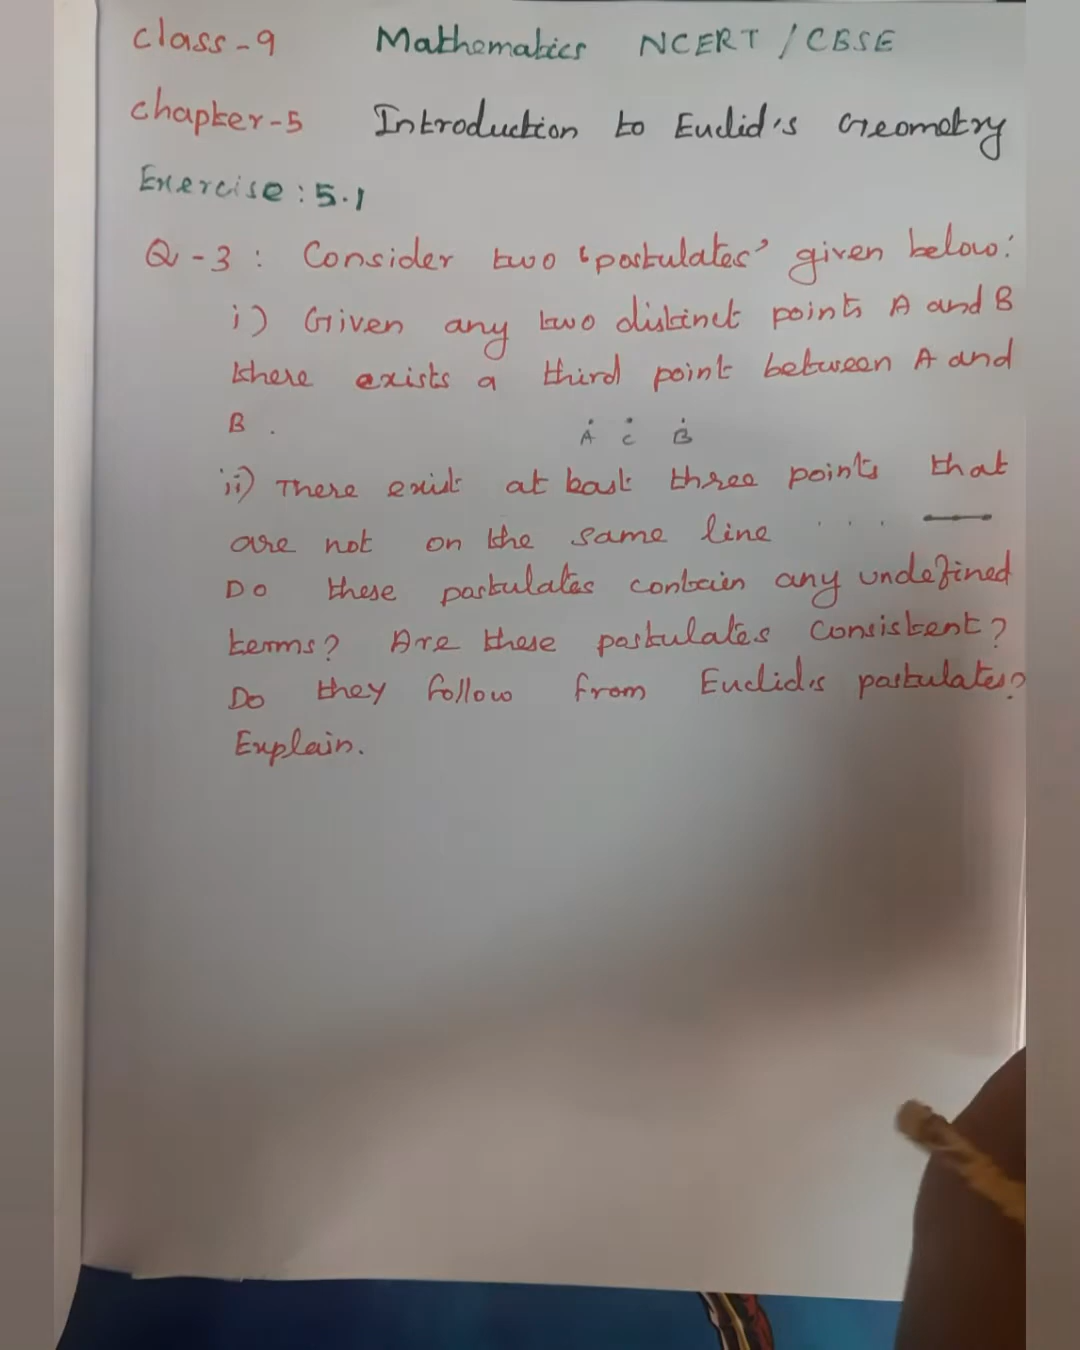 Class-9 Mathematics NCERT / CBSE
Chapter-5 Introduction to Euclid's Geometry
Exercise: 5.1
Q-3: Consider two 'postulates' given below:
i) Given any two distinct points A and B
there exists a third point between A and
B.
A C B
ii) There exist at least three points that
are not on the same line
Do these postulates contain any undefined
terms? Are these postulates consistent?
Do they follow from Euclid's postulates?
Explain.